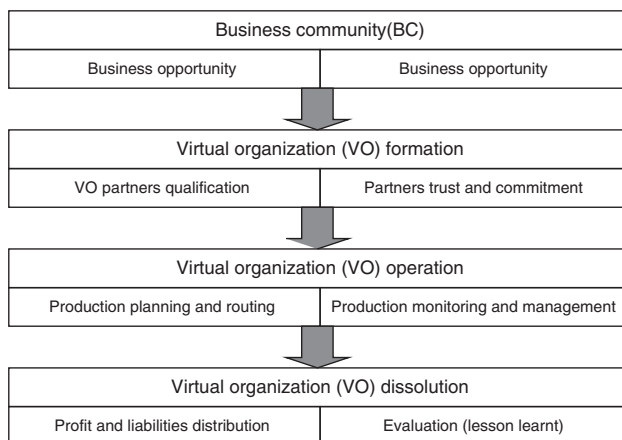 Business community(BC)
Business opportunity
Business opportunity
Virtual organization (VO) formation
VO partners qualification
Partners trust and commitment
Virtual organization (VO) operation
Production planning and routing
Production monitoring and management
Virtual organization (VO) dissolution
Profit and liabilities distribution
Evaluation (lesson learnt)